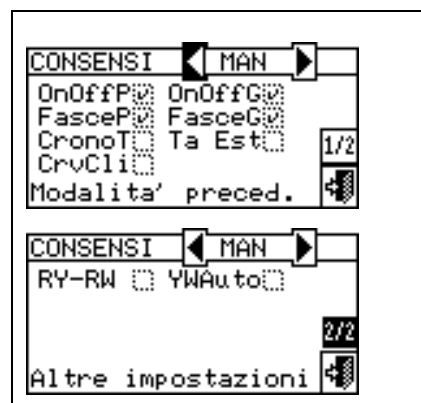 CONSENSI MAN
OnOffP OnOffG
FasceP FasceG
CronoT Ta Est
1/2
CrvCli
Modalita' preced.
CONSENSI MAN
RY-RW YWAuto
2/2
Altre impostazioni